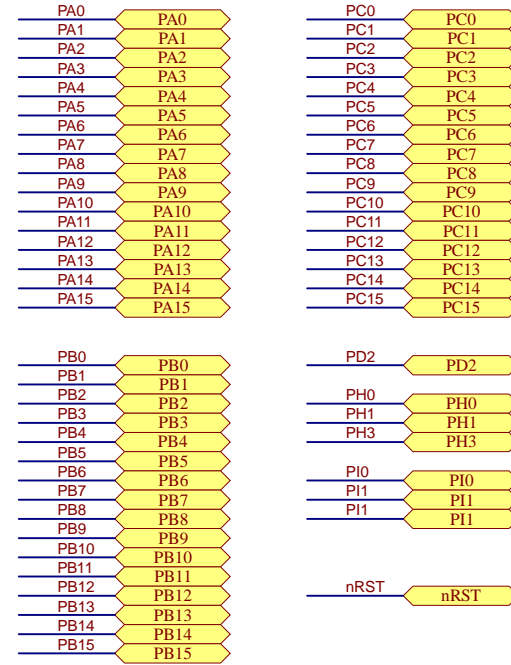 PA0 PA0
PA1 PA1
PA2 PA2
PA3 PA3
PA4 PA4
PA5 PA5
PA6 PA6
PA7 PA7
PA8 PA8
PA9 PA9
PA10 PA10
PA11 PA11
PA12 PA12
PA13 PA13
PA14 PA14
PA15 PA15
PB0 PB0
PB1 PB1
PB2 PB2
PB3 PB3
PB4 PB4
PB5 PB5
PB6 PB6
PB7 PB7
PB8 PB8
PB9 PB9
PB10 PB10
PB11 PB11
PB12 PB12
PB13 PB13
PB14 PB14
PB15 PB15
PC0 PC0
PC1 PC1
PC2 PC2
PC3 PC3
PC4 PC4
PC5 PC5
PC6 PC6
PC7 PC7
PC8 PC8
PC9 PC9
PC10 PC10
PC11 PC11
PC12 PC12
PC13 PC13
PC14 PC14
PC15 PC15
PD2 PD2
PH0 PH0
PH1 PH1
PH3 PH3
PI0 PI0
PI1 PI1
PI1 PI1
nRST nRST